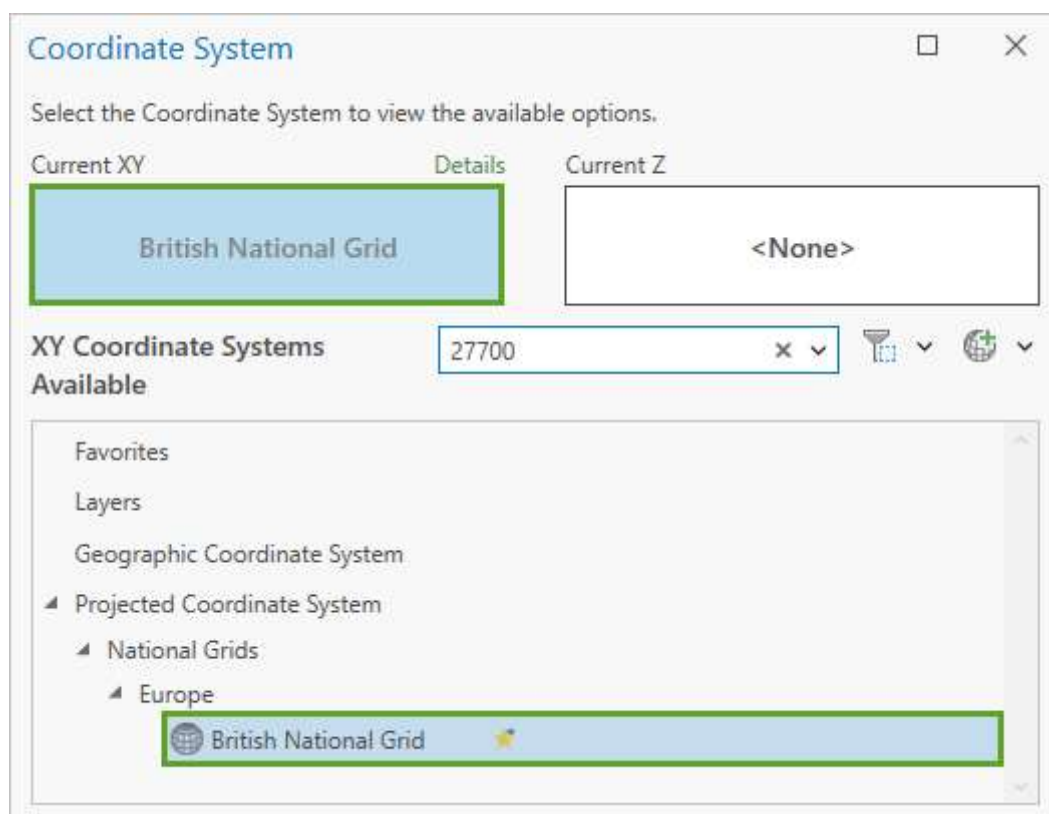 Coordinate System
Select the Coordinate System to view the available options.
Current XY Details Current Z
British National Grid <None>
XY Coordinate Systems 27700
Available
Favorites
Layers
Geographic Coordinate System
Projected Coordinate System
National Grids
Europe
British National Grid